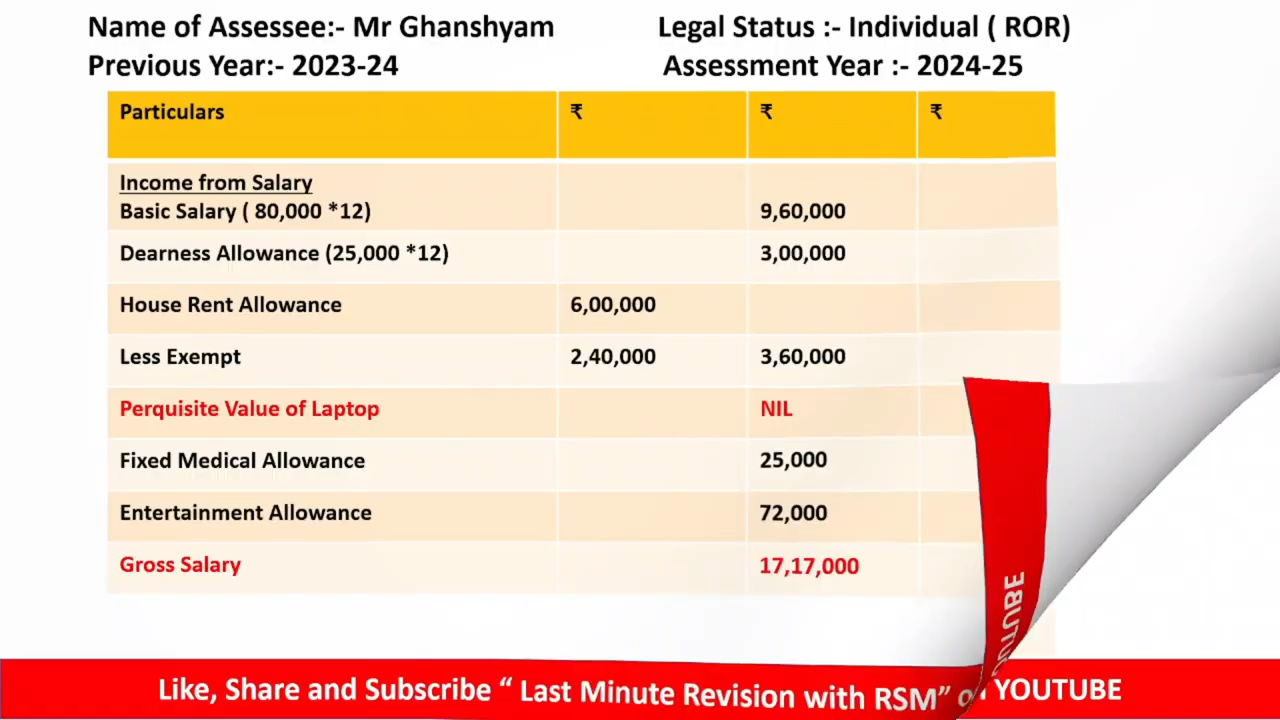 Name of Assessee:- Mr Ghanshyam Legal Status :- Individual ( ROR)
Previous Year:- 2023-24 Assessment Year :- 2024-25
Particulars ₹ ₹ ₹
Income from Salary
Basic Salary ( 80,000 *12) 9,60,000
Dearness Allowance (25,000 *12) 3,00,000
House Rent Allowance 6,00,000
Less Exempt 2,40,000 3,60,000
Perquisite Value of Laptop NIL
Fixed Medical Allowance 25,000
Entertainment Allowance 72,000
Gross Salary 17,17,000
Like, Share and Subscribe “ Last Minute Revision with RSM” YOUTUBE